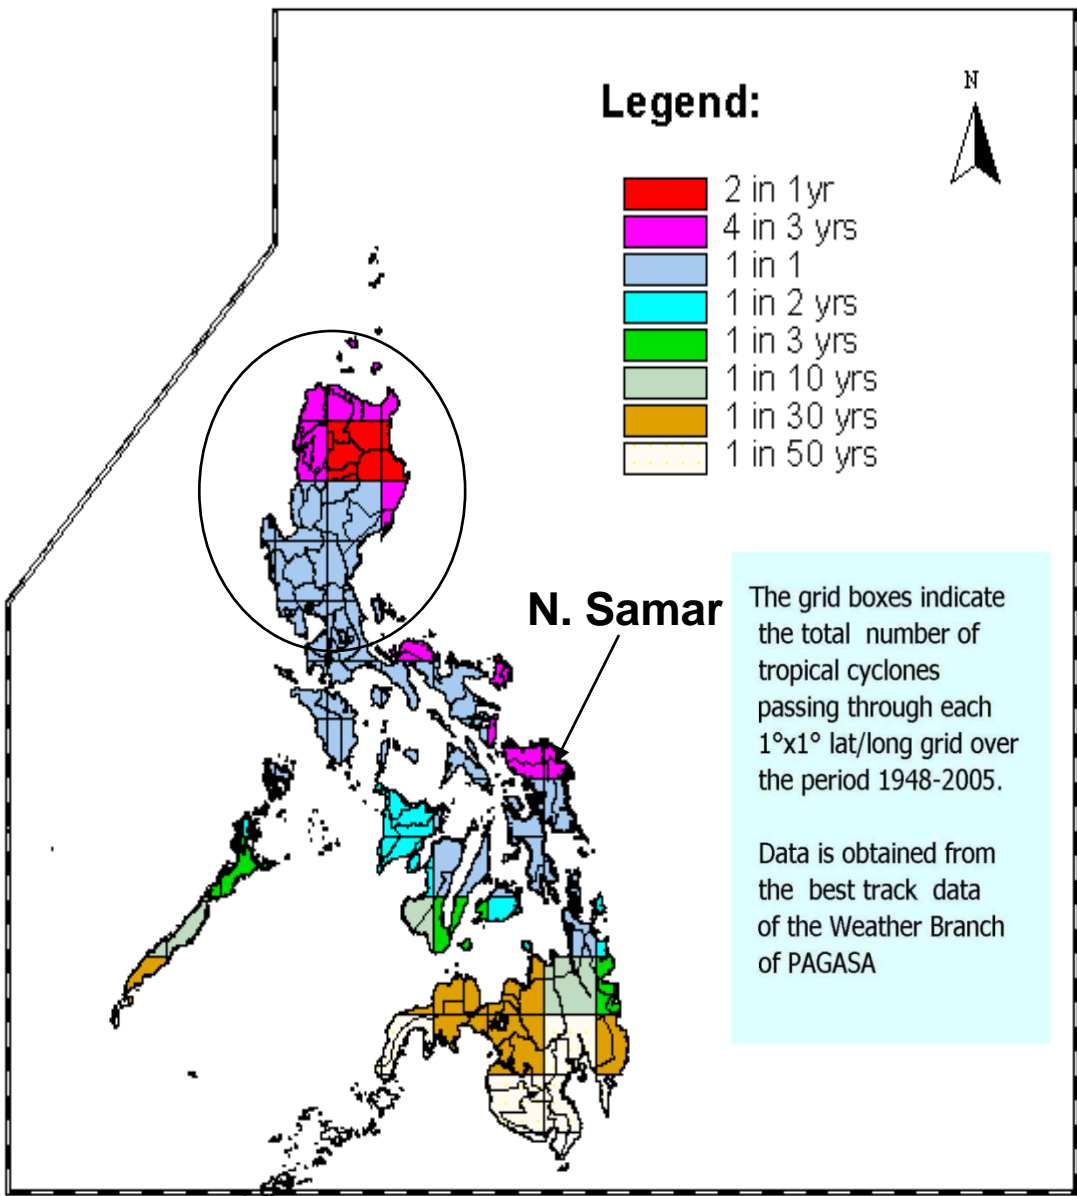 N
Legend:
2 in 1yr
4 in 3 yrs
1 in 1
1 in 2 yrs
1 in 3 yrs
1 in 10 yrs
1 in 30 yrs
1 in 50 yrs
N. Samar
The grid boxes indicate
the total number of
tropical cyclones
passing through each
1°x1° lat/long grid over
the period 1948-2005.
Data is obtained from
the best track data
of the Weather Branch
of PAGASA